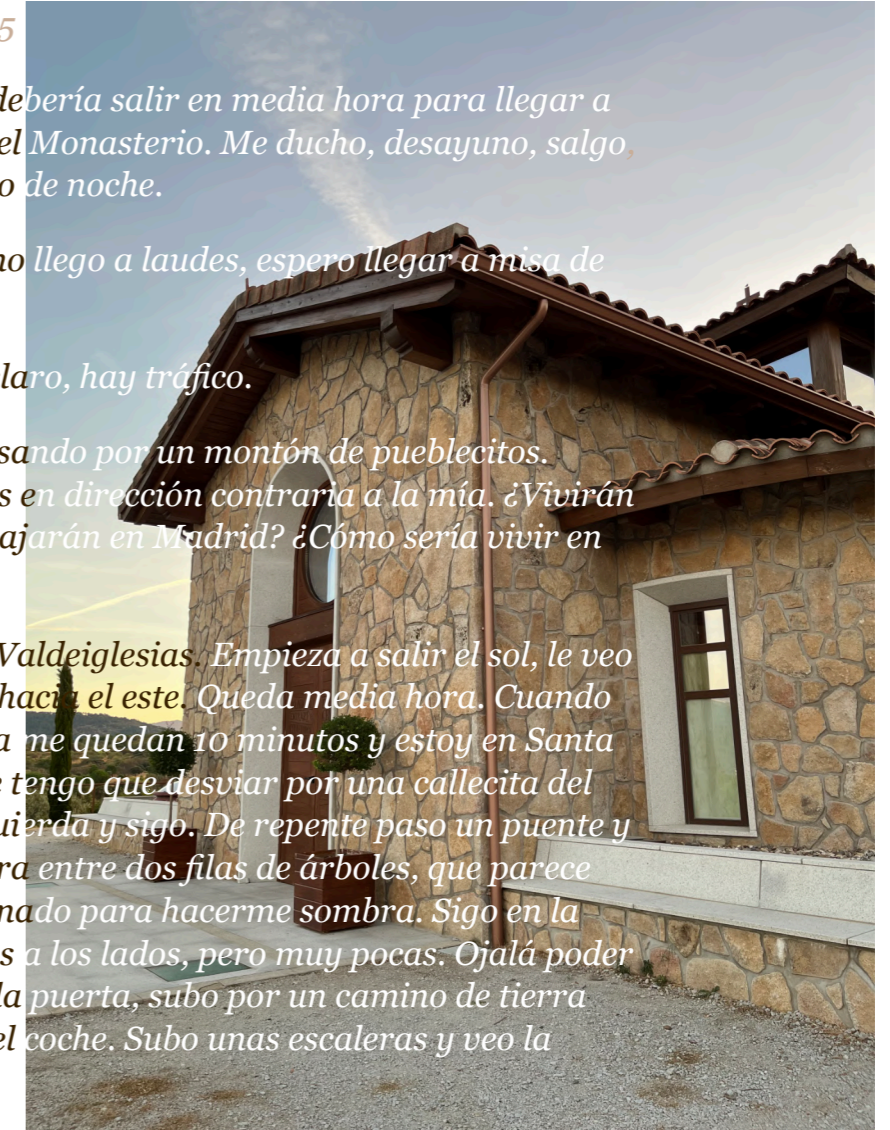 5
debería salir en media hora para llegar a
el Monasterio. Me ducho, desayuno, salgo,
o de noche.
no llego a laudes, espero llegar a misa de
laro, hay tráfico.
sando por un montón de pueblecitos.
s en dirección contraria a la mía. ¿Vivirán
ajarán en Madrid? ¿Cómo sería vivir en
Valdeiglesias. Empieza a salir el sol, le veo
hacia el este. Queda media hora. Cuando
a me quedan 10 minutos y estoy en Santa
e tengo que desviar por una callecita del
uierda y sigo. De repente paso un puente y
ra entre dos filas de árboles, que parece
nado para hacerme sombra. Sigo en la
s a los lados, pero muy pocas. Ojalá poder
la puerta, subo por un camino de tierra
el coche. Subo unas escaleras y veo la